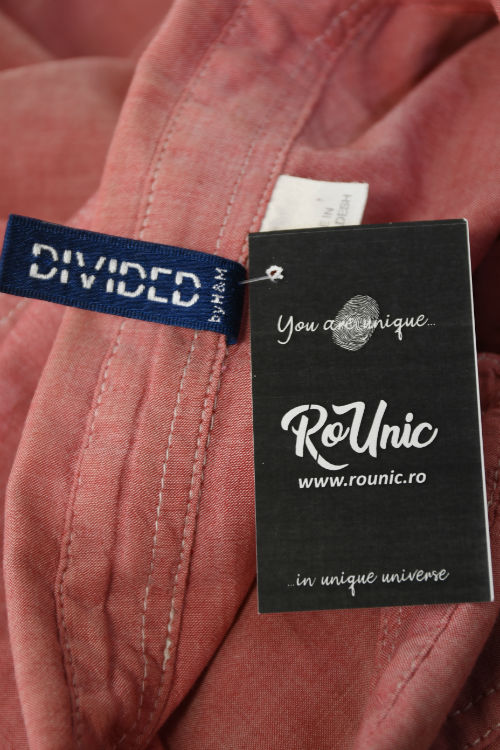 DIVIDED
by H&M
You are unique...
RoUnic
www.rounic.ro
...in unique universe